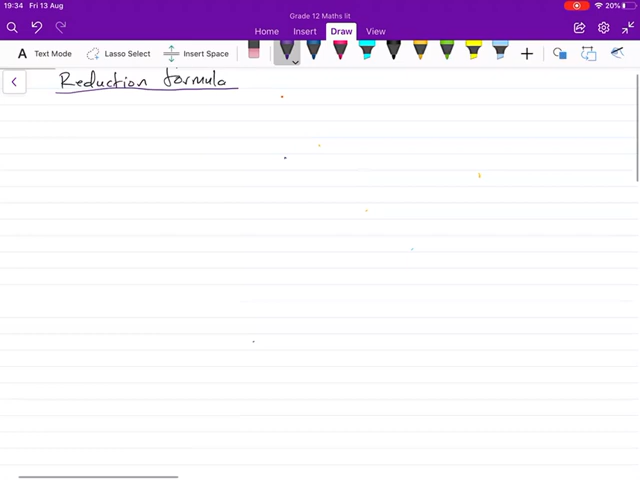 19:34 Fri 13 Aug 20%
Grade 12 Maths lit
Home Insert Draw View
A Text Mode Lasso Select Insert Space
Reduction formula